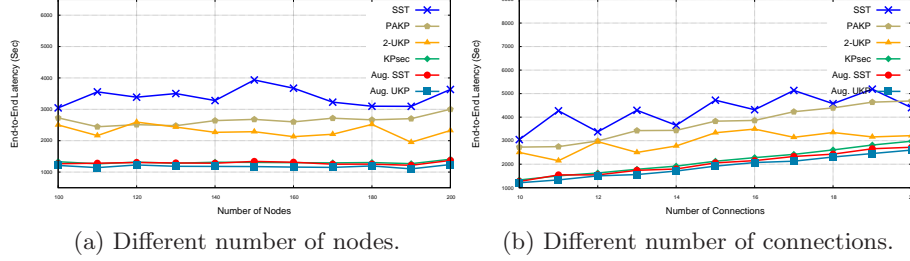 SST
PAKP
2-UKP
KPsec
Aug. SST
Aug. UKP
End-to-End Latency (Sec)
6000
5000
4000
3000
2000
1000
100
120
140
160
180
200
Number of Nodes
(a) Different number of nodes.
SST
PAKP
2-UKP
KPsec
Aug. SST
Aug. UKP
End-to-End Latency (Sec)
8000
7000
6000
5000
4000
3000
2000
1000
10
12
14
16
18
Number of Connections
(b) Different number of connections.